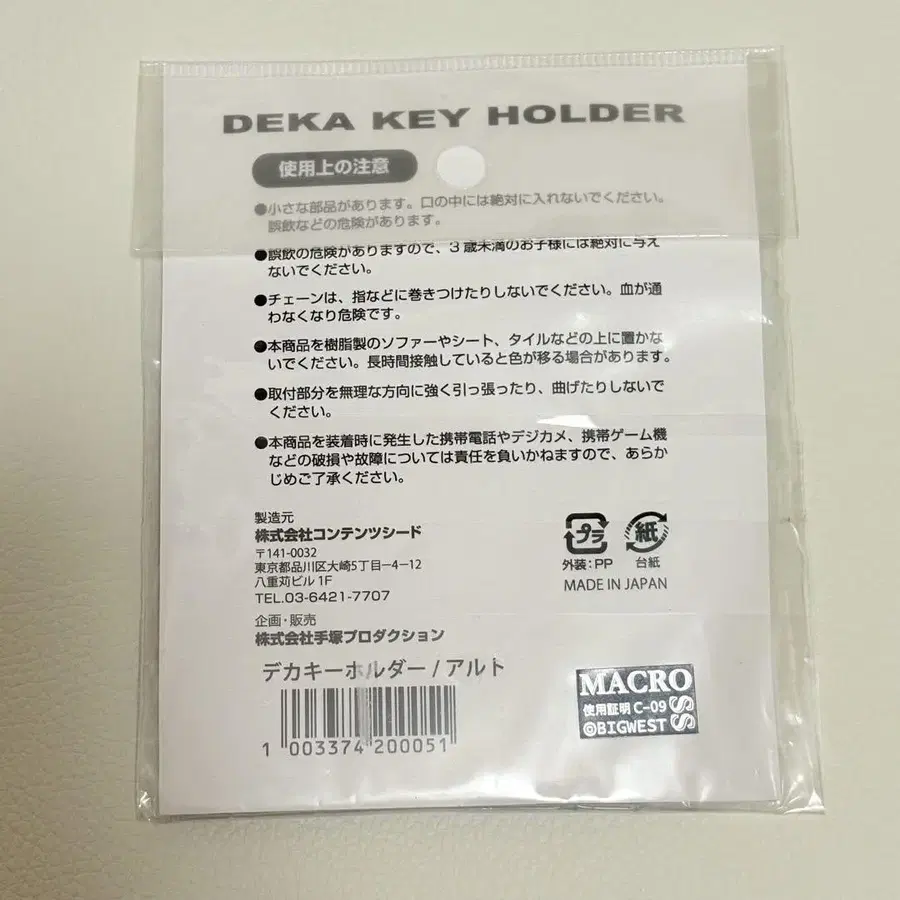 DEKA KEY HOLDER
使用上の注意
●小さな部品があります。口の中には絶対に入れないでください。
誤飲などの危険があります。
●誤飲の危険がありますので、3歳未満のお子様には絶対に与え
ないでください。
●チェーンは、指などに巻きつけたりしないでください。血が通
わなくなり危険です。
●本商品を樹脂製のソファーやシート、タイルなどの上に置かな
いでください。長時間接触していると色が移る場合があります。
●取付部分を無理な方向に強く引っ張ったり、曲げたりしないで
ください。
●本商品を装着時に発生した携帯電話やデジカメ、携帯ゲーム機
などの破損や故障については責任を負いかねますので、あらか
じめご了承ください。
製造元
株式会社コンテンツシード
〒141-0032
東京都品川区大崎5丁目-4-12
八重苅ビル 1F
TEL.03-6421-7707
企画・販売
株式会社手塚プロダクション
プラ
紙
外装:PP
台紙
MADE IN JAPAN
デカキーホルダー/アルト
1 003374 200051
MACROSS
使用証明 C-09
©BIGWEST